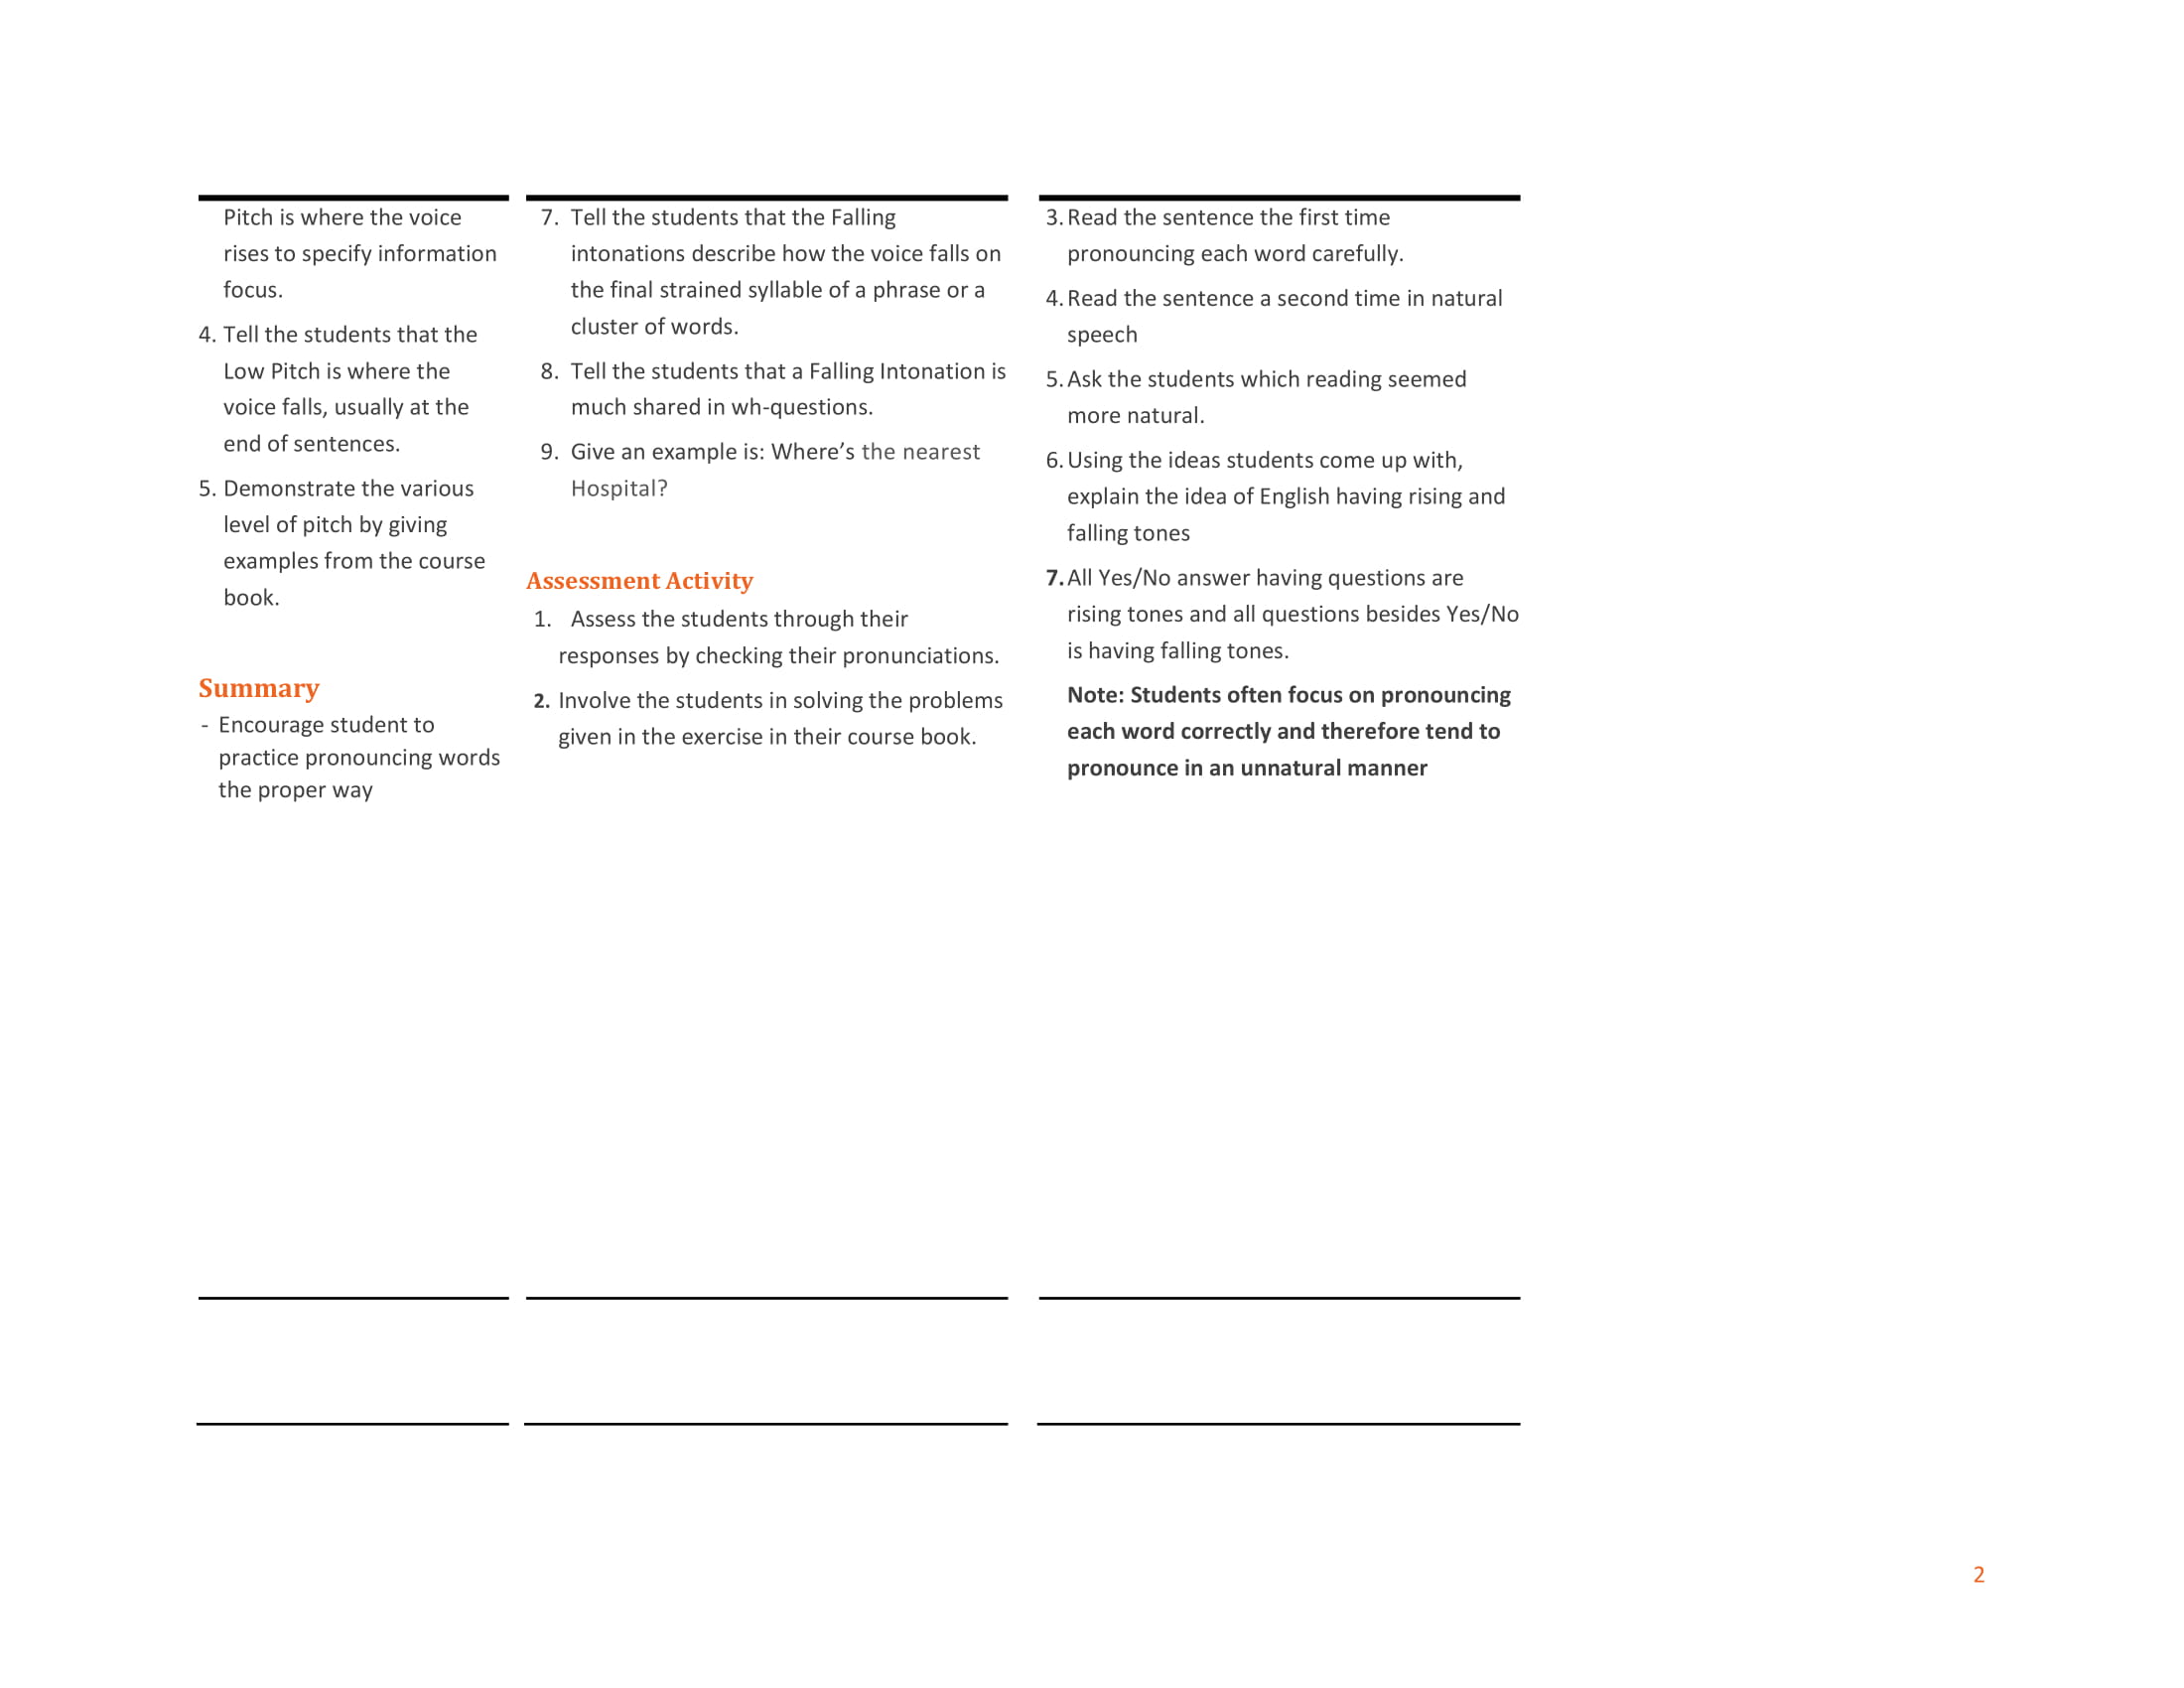 Pitch is where the voice
rises to specify information
focus.
4. Tell the students that the
Low Pitch is where the
voice falls, usually at the
end of sentences.
5. Demonstrate the various
level of pitch by giving
examples from the course
book.
Summary
- Encourage student to
practice pronouncing words
the proper way
7. Tell the students that the Falling
intonations describe how the voice falls on
the final strained syllable of a phrase or a
cluster of words.
8. Tell the students that a Falling Intonation is
much shared in wh-questions.
9. Give an example is: Where’s the nearest
Hospital?
Assessment Activity
1. Assess the students through their
responses by checking their pronunciations.
2. Involve the students in solving the problems
given in the exercise in their course book.
3. Read the sentence the first time
pronouncing each word carefully.
4. Read the sentence a second time in natural
speech
5. Ask the students which reading seemed
more natural.
6. Using the ideas students come up with,
explain the idea of English having rising and
falling tones
7. All Yes/No answer having questions are
rising tones and all questions besides Yes/No
is having falling tones.
Note: Students often focus on pronouncing
each word correctly and therefore tend to
pronounce in an unnatural manner
2